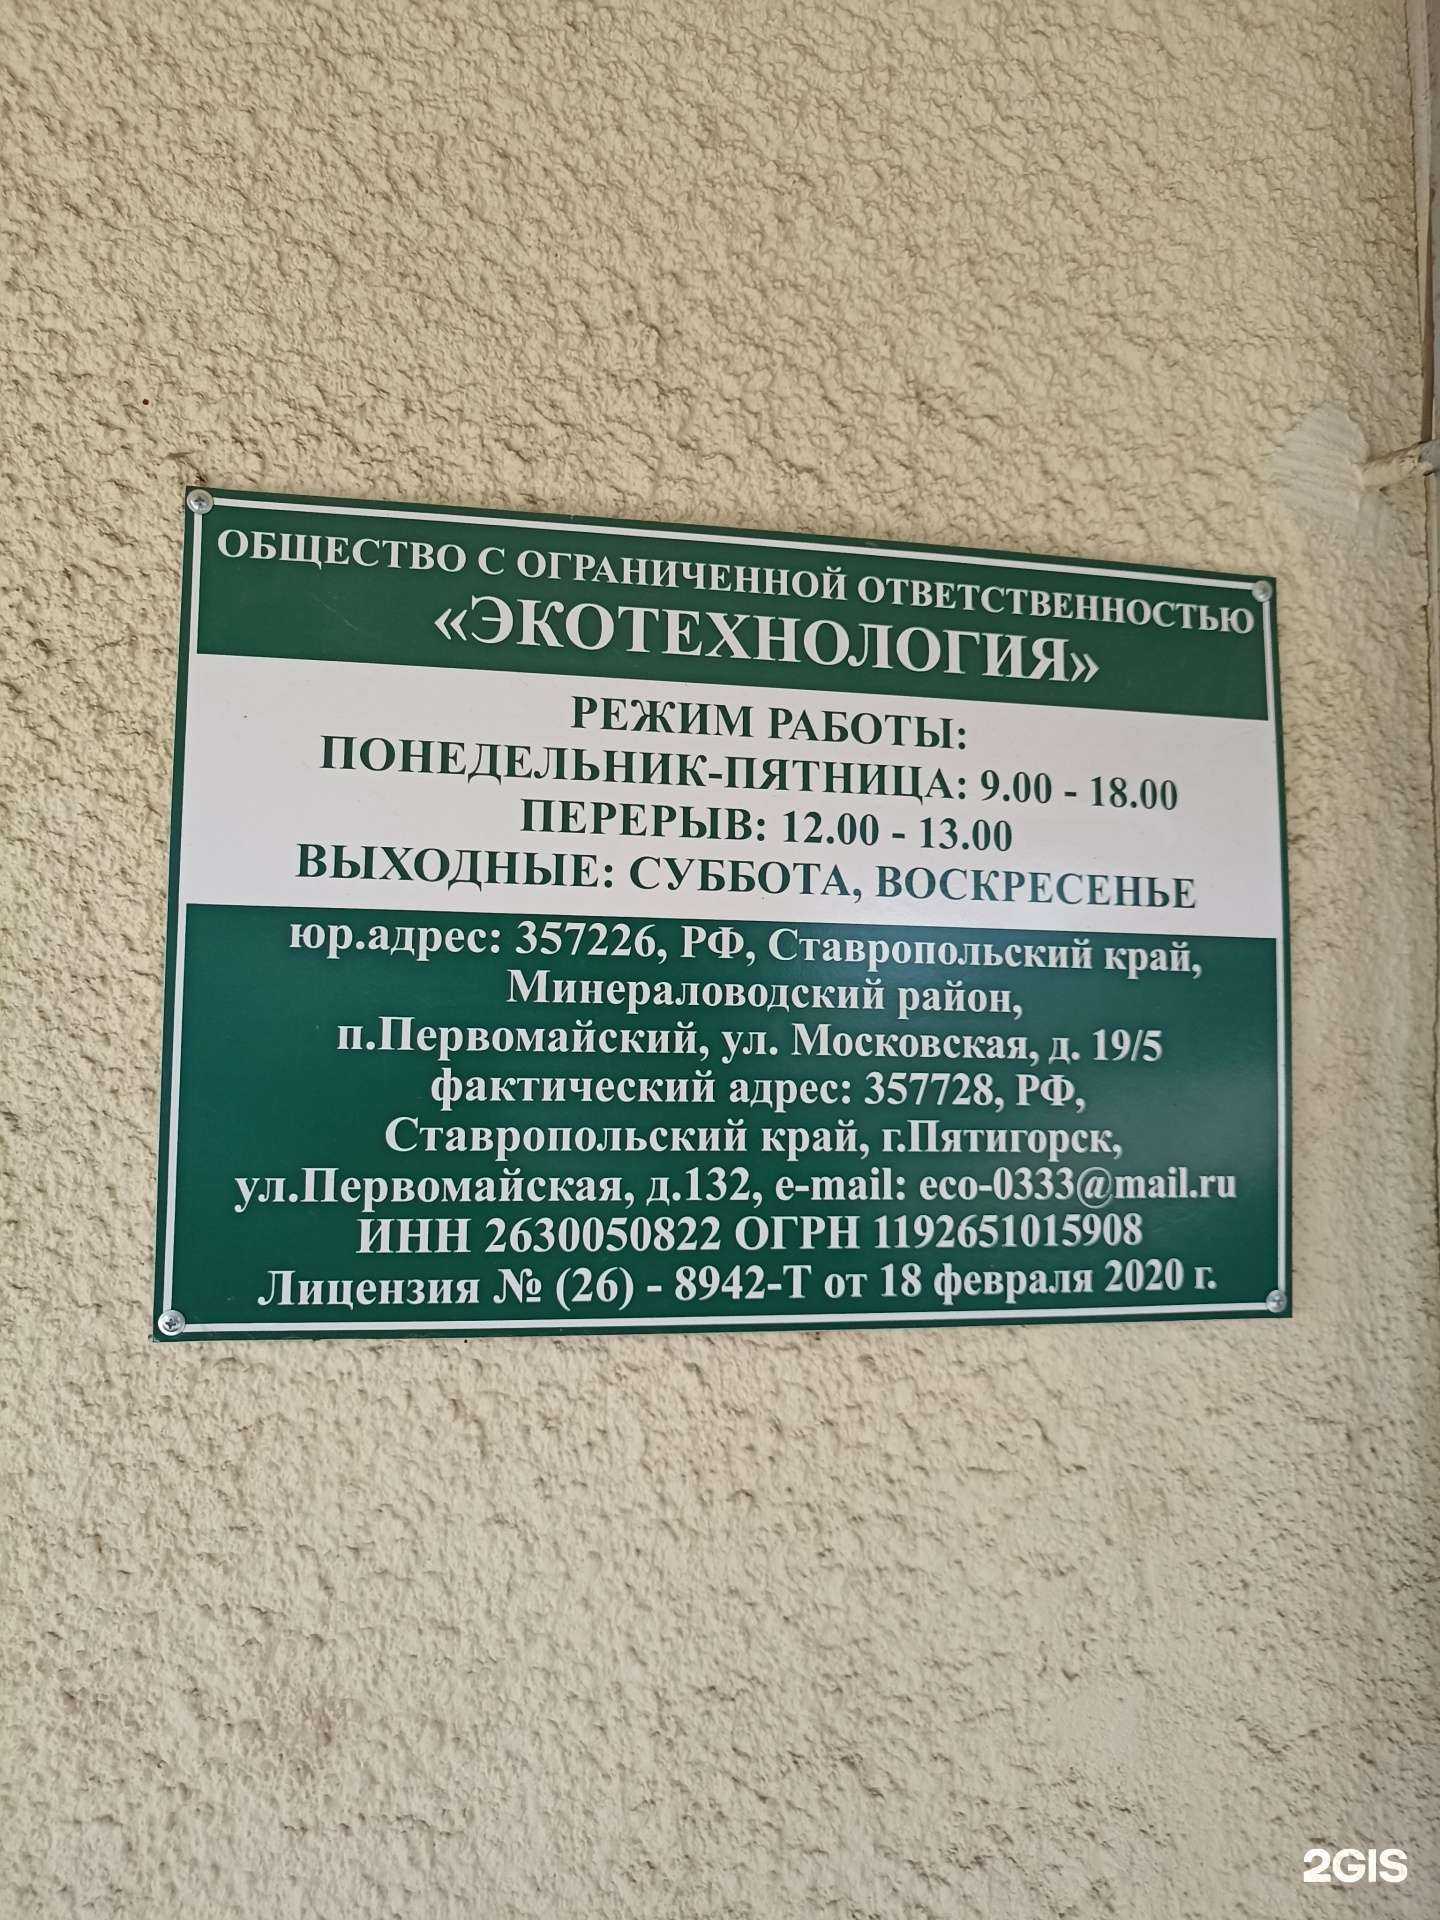 ОБЩЕСТВО С ОГРАНИЧЕННОЙ ОТВЕТСТВЕННОСТЬЮ
«ЭКОТЕХНОЛОГИЯ»
РЕЖИМ РАБОТЫ:
ПОНЕДЕЛЬНИК-ПЯТНИЦА: 9.00 - 18.00
ПЕРЕРЫВ: 12.00 - 13.00
ВЫХОДНЫЕ: СУББОТА, ВОСКРЕСЕНЬЕ
юр.адрес: 357226, РФ, Ставропольский край,
Минераловодский район,
п.Первомайский, ул. Московская, д. 19/5
фактический адрес: 357728, РФ,
Ставропольский край, г.Пятигорск,
ул.Первомайская, д.132, e-mail: eco-0333@mail.ru
ИНН 2630050822 ОГРН 1192651015908
Лицензия № (26) - 8942-Т от 18 февраля 2020 г.
2GIS